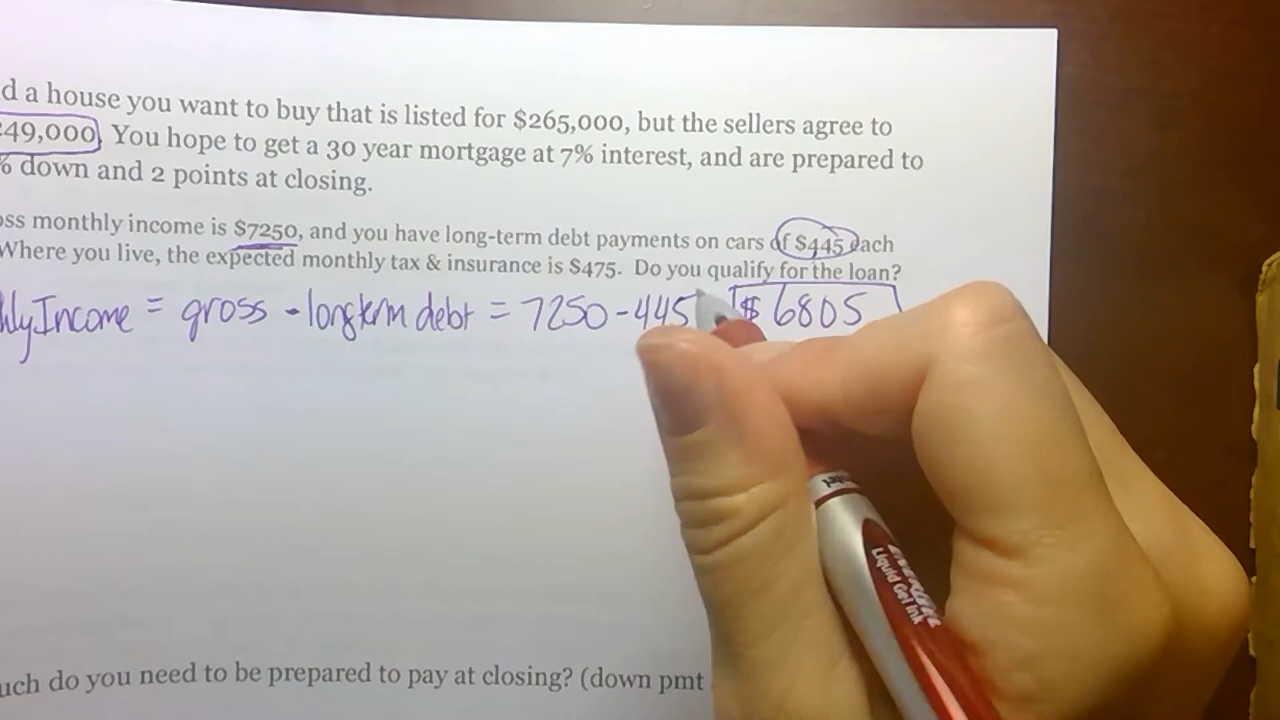 d a house you want to buy that is listed for $265,000, but the sellers agree to
249,000. You hope to get a 30 year mortgage at 7% interest, and are prepared to
% down and 2 points at closing.
oss monthly income is $7250, and you have long-term debt payments on cars of $445 each
Where you live, the expected monthly tax & insurance is $475. Do you qualify for the loan?
hly Income = gross - longterm debt = 7250 - 445 $6805
uch do you need to be prepared to pay at closing? (down pmt
Liquid Gel Ink